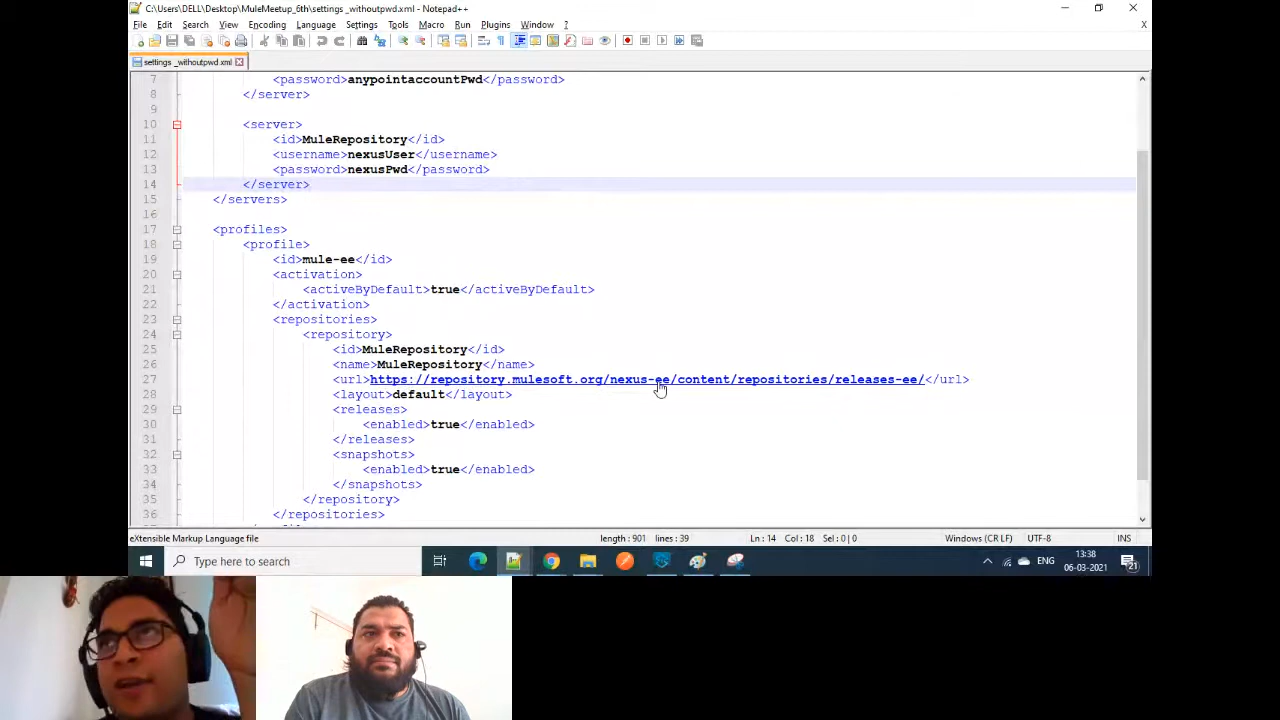 C:\Users\DELL\Desktop\MuleMeetup_6th\settings _withoutpwd.xml - Notepad++
File Edit Search View Encoding Language Settings Tools Macro Run Plugins Window ? X
settings _withoutpwd.xml
7 <password>anypointaccountPwd</password>
8 </server>
9
10 <server>
11 <id>MuleRepository</id>
12 <username>nexusUser</username>
13 <password>nexusPwd</password>
14 </server>
15 </servers>
16
17 <profiles>
18 <profile>
19 <id>mule-ee</id>
20 <activation>
21 <activeByDefault>true</activeByDefault>
22 </activation>
23 <repositories>
24 <repository>
25 <id>MuleRepository</id>
26 <name>MuleRepository</name>
27 <url>https://repository.mulesoft.org/nexus-ee/content/repositories/releases-ee/</url>
28 <layout>default</layout>
29 <releases>
30 <enabled>true</enabled>
31 </releases>
32 <snapshots>
33 <enabled>true</enabled>
34 </snapshots>
35 </repository>
36 </repositories>
eXtensible Markup Language file length : 901 lines : 39 Ln : 14 Col : 18 Sel : 0 | 0 Windows (CR LF) UTF-8 INS
Type here to search ENG 13:38
06-03-2021 21